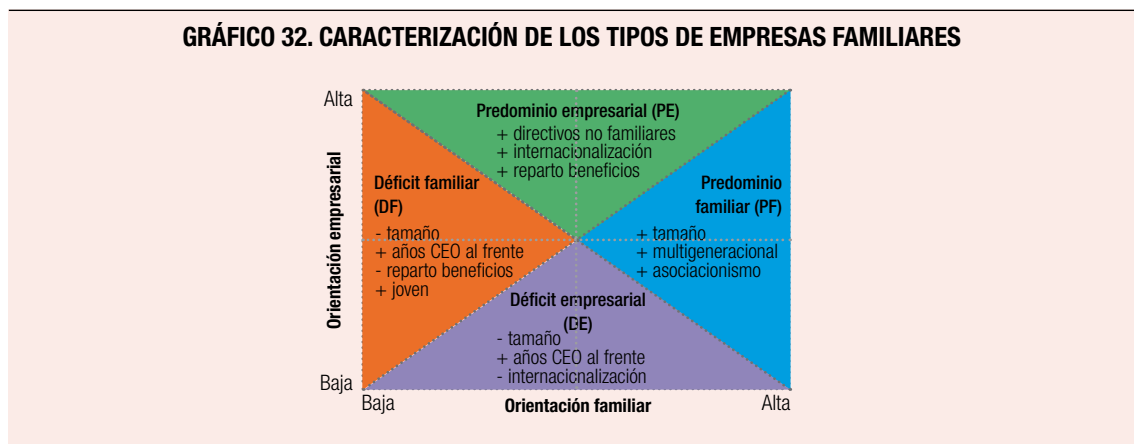 GRÁFICO 32. CARACTERIZACIÓN DE LOS TIPOS DE EMPRESAS FAMILIARES
Alta
Orientación empresarial
Baja
Predominio empresarial (PE)
+ directivos no familiares
+ internacionalización
+ reparto beneficios
Déficit familiar
(DF)
- tamaño
+ años CEO al frente
- reparto beneficios
+ joven
Predominio
familiar (PF)
+ tamaño
+ multigeneracional
+ asociacionismo
Déficit empresarial
(DE)
- tamaño
+ años CEO al frente
- internacionalización
Baja
Orientación familiar
Alta